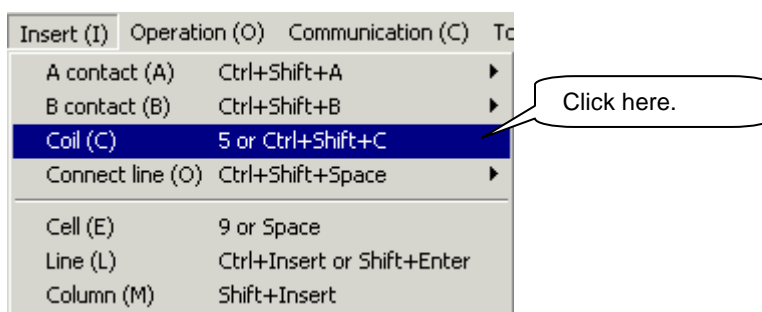 Insert (I) Operation (O) Communication (C)
A contact (A) Ctrl+Shift+A
B contact (B) Ctrl+Shift+B
Click here.
Coil (C) 5 or Ctrl+Shift+C
Connect line (O) Ctrl+Shift+Space
Cell (E) 9 or Space
Line (L) Ctrl+Insert or Shift+Enter
Column (M) Shift+Insert